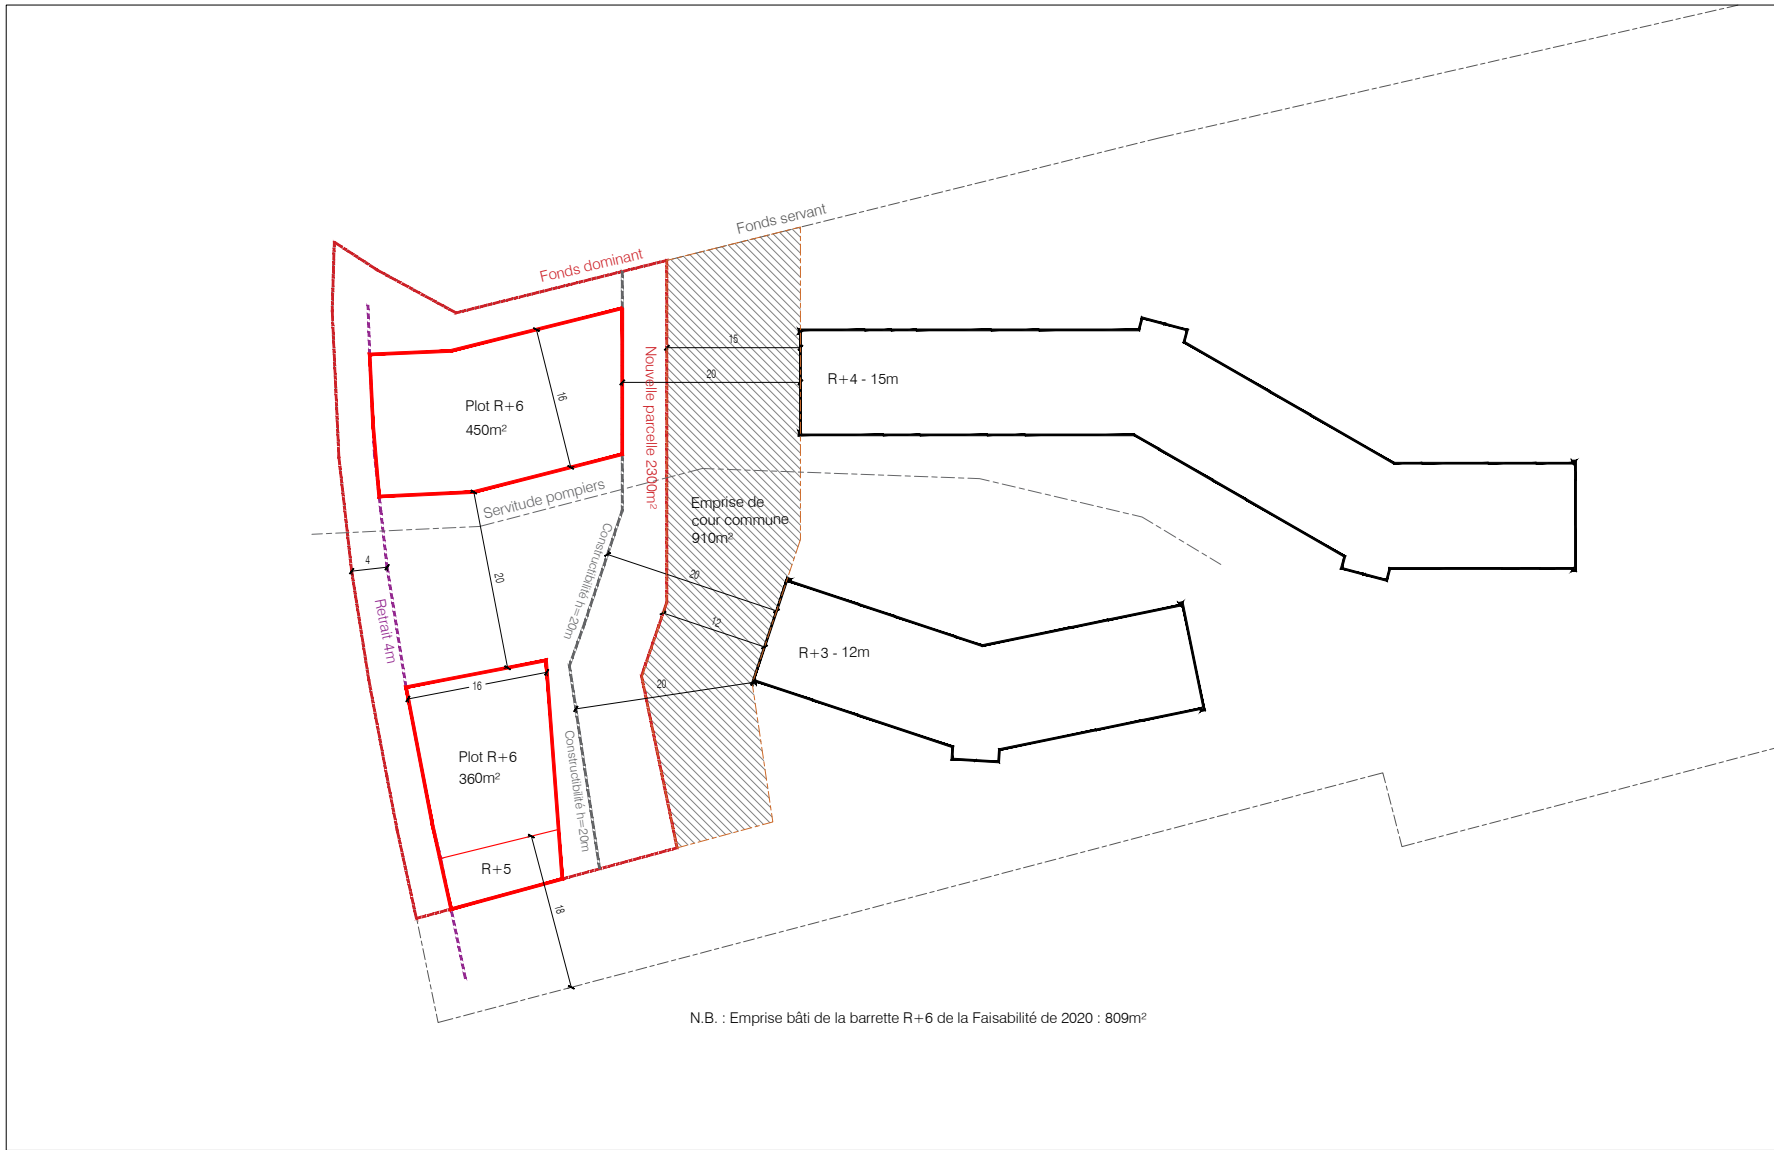 Fonds servant
Fonds dominant
15
20
Nouvelle parcelle 2300m²
R+4 - 15m
Plot R+6
450m²
16
Servitude pompiers
Emprise de
cour commune
910m²
Constructibilité h=20m
4
20
20
Retrait 4m
12
R+3 - 12m
16
20
Plot R+6
360m²
Constructibilité h=20m
R+5
18
N.B. : Emprise bâti de la barrette R+6 de la Faisabilité de 2020 : 809m²